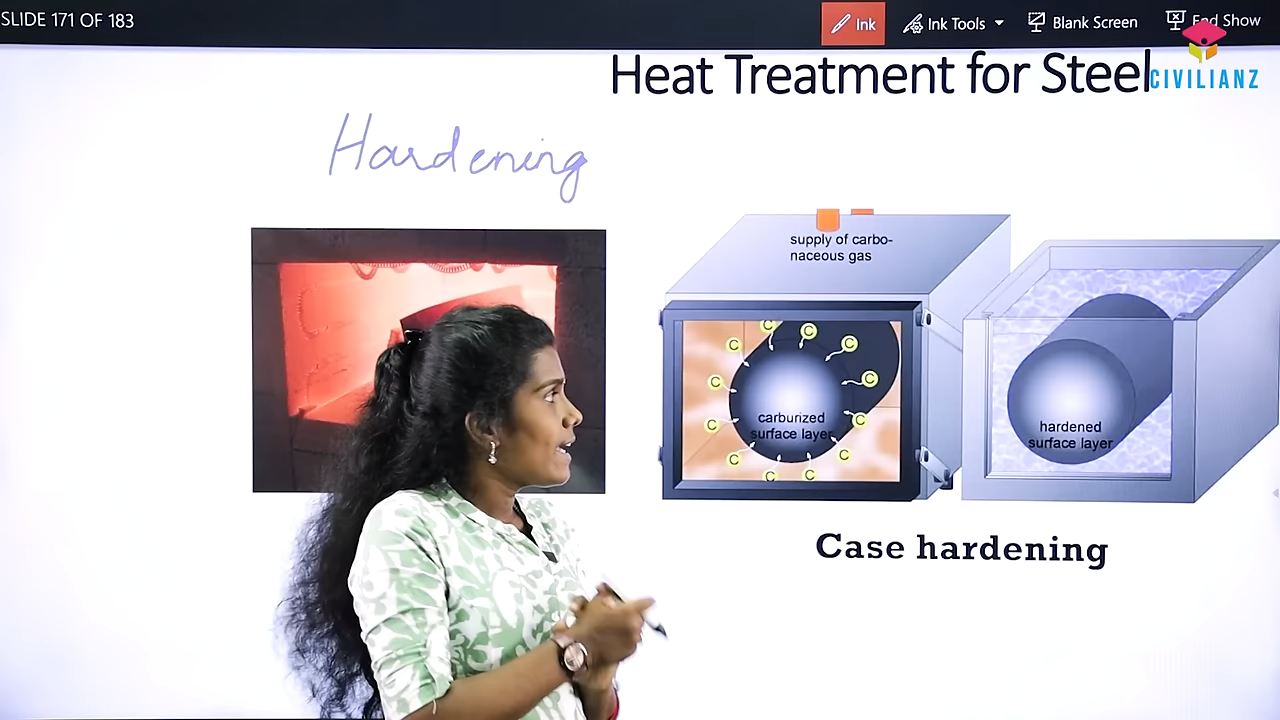 SLIDE 171 OF 183
Ink
Ink Tools
Blank Screen
End Show
Heat Treatment for Steel
CIVILIANZ
Hardening
supply of carbo-
naceous gas
C
C
C
C
C
C
C
C
C
C
C
C
C
carburized
surface layer
hardened
surface layer
Case hardening